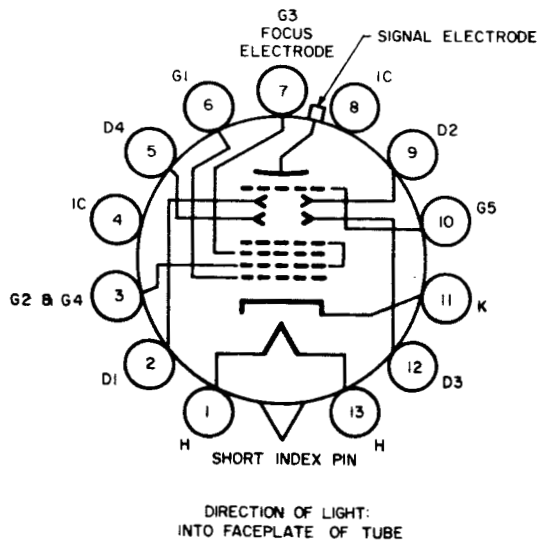 G3
FOCUS
ELECTRODE
SIGNAL ELECTRODE
G1
IC
7
6
8
D4
D2
5
9
IC
4
10
G5
G2 & G4
3
11
K
2
12
D1
D3
1
13
H
H
SHORT INDEX PIN
DIRECTION OF LIGHT:
INTO FACEPLATE OF TUBE